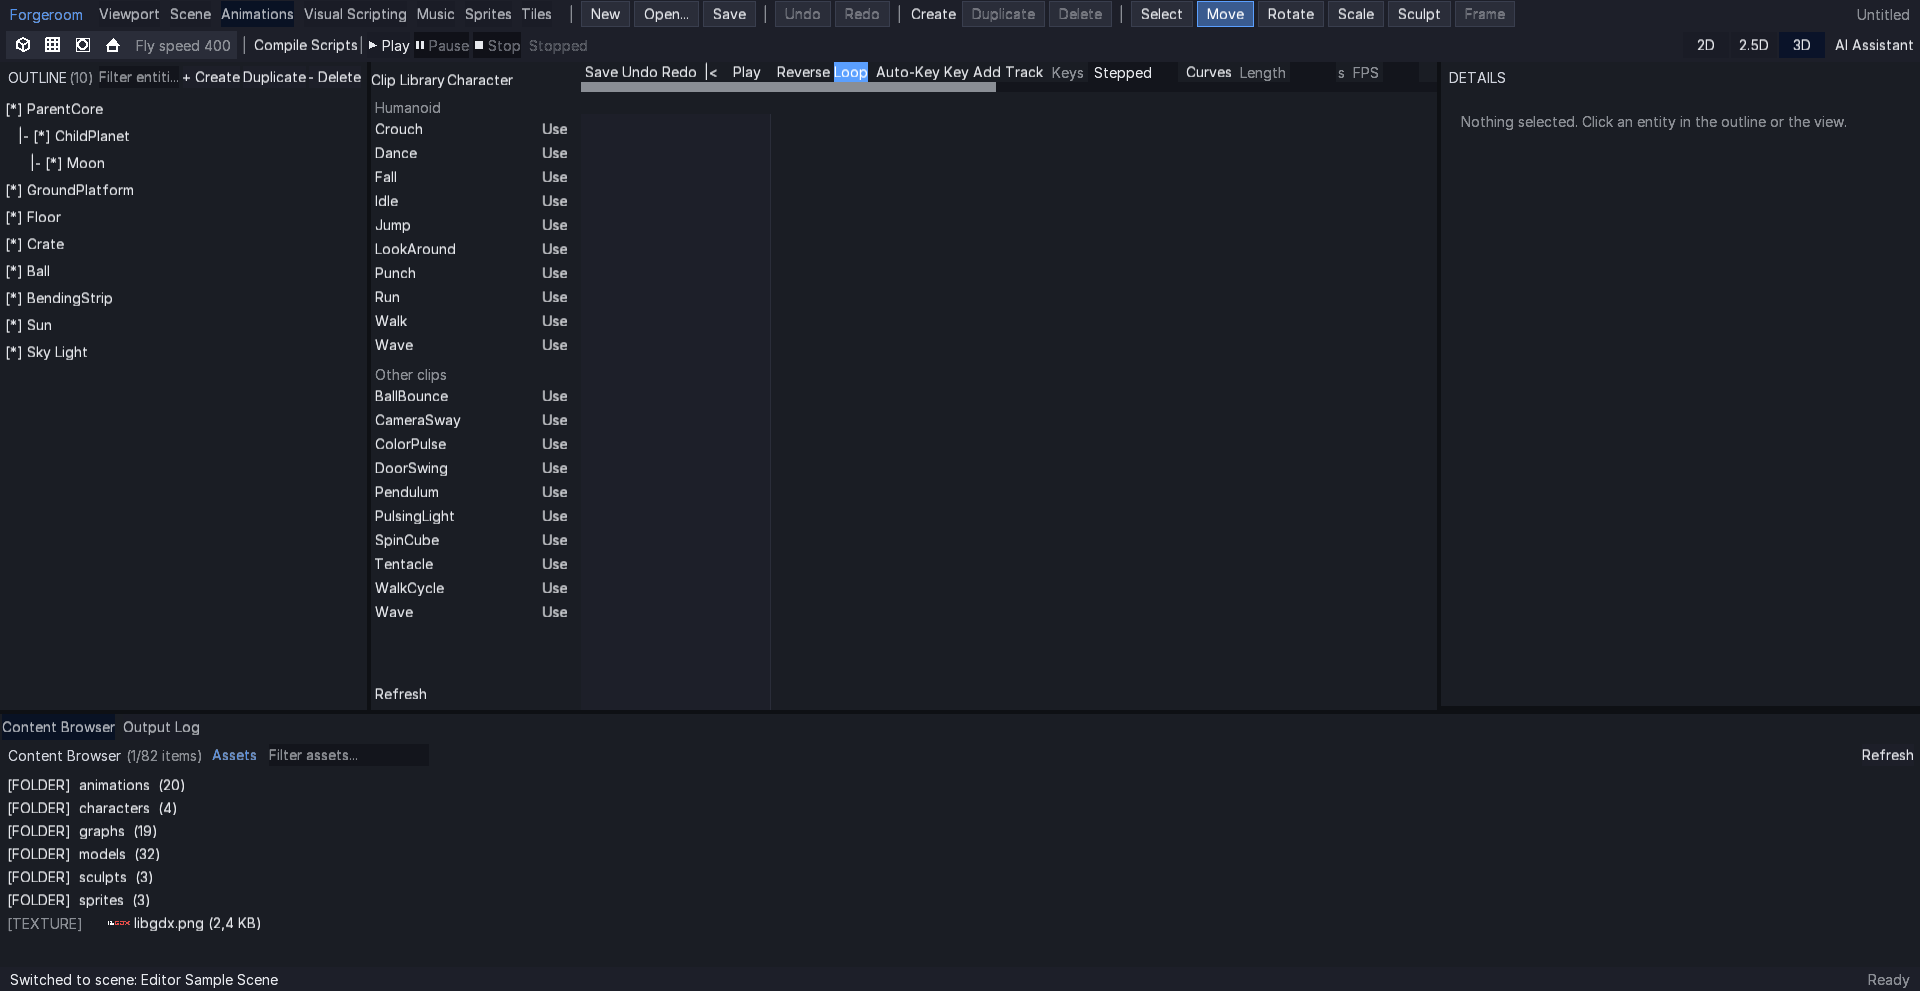 Forgeroom Viewport Scene Animations Visual Scripting Music Sprites Tiles | New Open... Save | Undo Redo | Create Duplicate Delete | Select Move Rotate Scale Sculpt Frame Untitled
Fly speed 400 | Compile Scripts | Play Pause Stop Stopped 2D 2.5D 3D AI Assistant
OUTLINE (10) Filter entiti... + Create Duplicate - Delete
[*] ParentCore
|- [*] ChildPlanet
|- [*] Moon
[*] GroundPlatform
[*] Floor
[*] Crate
[*] Ball
[*] BendingStrip
[*] Sun
[*] Sky Light
Clip Library Character
Humanoid
Crouch Use
Dance Use
Fall Use
Idle Use
Jump Use
LookAround Use
Punch Use
Run Use
Walk Use
Wave Use
Other clips
BallBounce Use
CameraSway Use
ColorPulse Use
DoorSwing Use
Pendulum Use
PulsingLight Use
SpinCube Use
Tentacle Use
WalkCycle Use
Wave Use
Refresh
Save Undo Redo |< Play Reverse Loop Auto-Key Key Add Track Keys Stepped Curves Length s FPS
DETAILS
Nothing selected. Click an entity in the outline or the view.
Content Browser Output Log
Content Browser (1/82 items) Assets Filter assets... Refresh
[FOLDER] animations (20)
[FOLDER] characters (4)
[FOLDER] graphs (19)
[FOLDER] models (32)
[FOLDER] sculpts (3)
[FOLDER] sprites (3)
[TEXTURE] libgdx.png (2,4 KB)
Switched to scene: Editor Sample Scene Ready